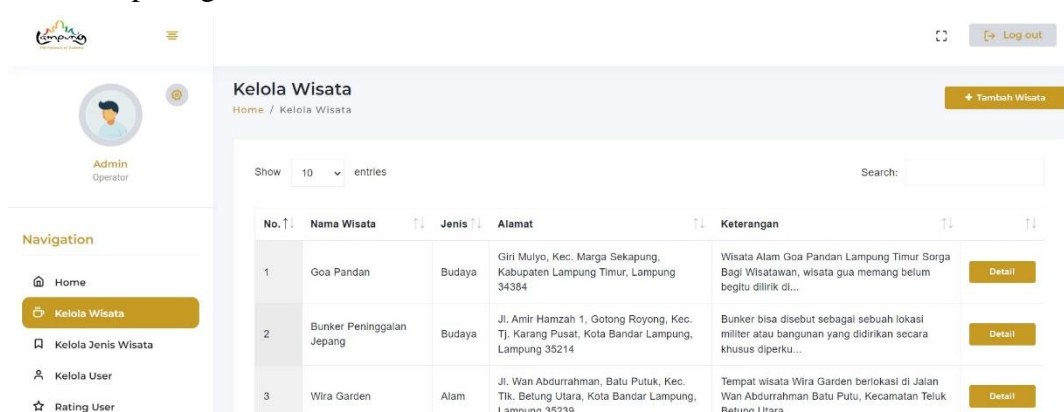 Lampung
Log out
Kelola Wisata
Home / Kelola Wisata
+ Tambah Wisata
Admin
Operator
Show 10 entries
Search:
No. Nama Wisata Jenis Alamat Keterangan
Navigation
Home
Kelola Wisata
Kelola Jenis Wisata
Kelola User
Rating User
1 Goa Pandan Budaya
Giri Mulyo, Kec. Marga Sekapung,
Kabupaten Lampung Timur, Lampung
34384
Wisata Alam Goa Pandan Lampung Timur Sorga
Bagi Wisatawan, wisata gua memang belum
begitu dilirik di...
Detail
2 Bunker Peninggalan
Jepang
Budaya
Jl. Amir Hamzah 1, Gotong Royong, Kec.
Tj. Karang Pusat, Kota Bandar Lampung,
Lampung 35214
Bunker bisa disebut sebagai sebuah lokasi
militer atau bangunan yang didirikan secara
khusus diperku...
Detail
3 Wira Garden Alam
Jl. Wan Abdurrahman, Batu Putuk, Kec.
Tlk. Betung Utara, Kota Bandar Lampung,
Lampung 35239
Tempat wisata Wira Garden berlokasi di Jalan
Wan Abdurrahman Batu Putu, Kecamatan Teluk
Betung Utara
Detail